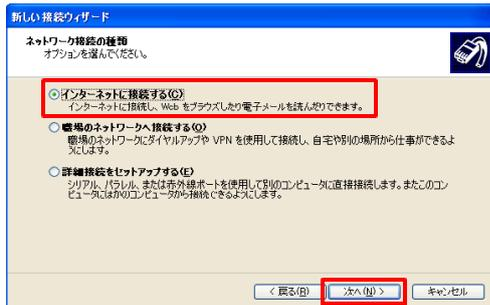 新しい接続ウィザード
ネットワーク接続の種類
オプションを選んでください。
インターネットに接続する(C)
インターネットに接続し、Web をブラウズしたり電子メールを読んだりできます。
職場のネットワークへ接続する(O)
職場のネットワークにダイヤルアップや VPN を使用して接続し、自宅や別の場所から仕事ができるよ
うにします。
詳細接続をセットアップする(E)
シリアル、パラレル、または赤外線ポートを使用して別のコンピュータに直接接続します。またこのコン
ピュータにほかのコンピュータから接続できるようにします。
< 戻る(B) 次へ(N) > キャンセル